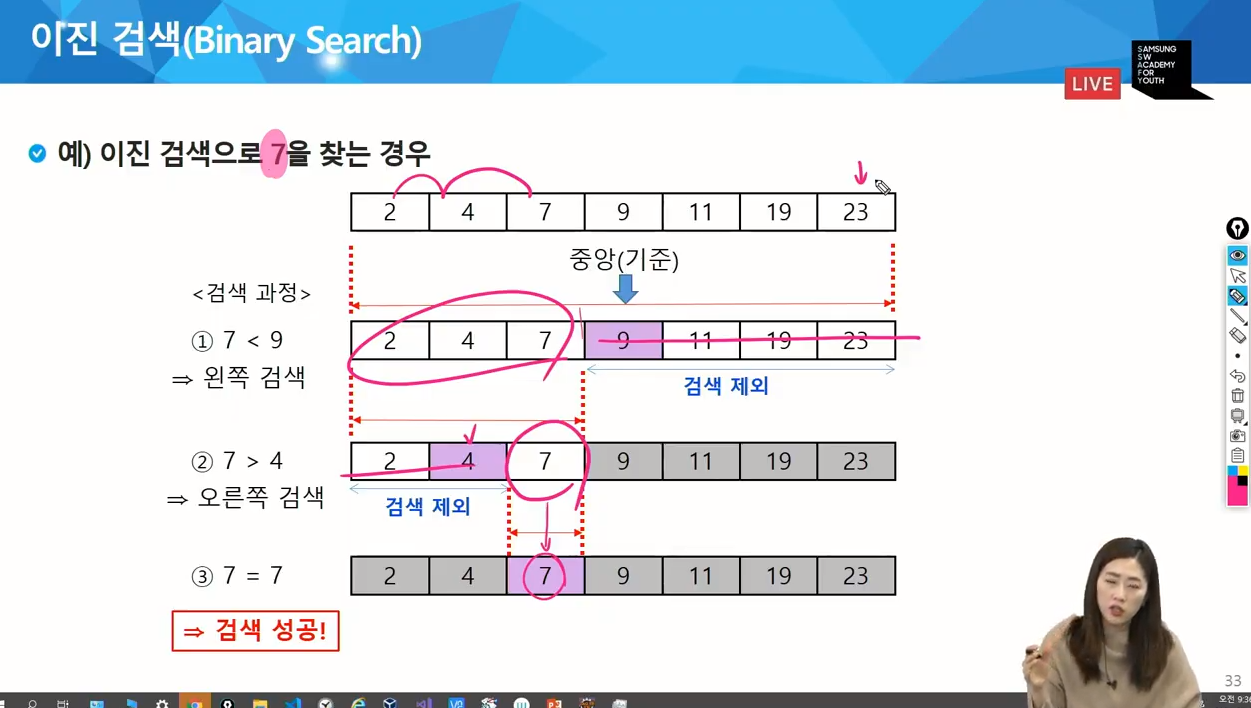 이진 검색(Binary Search)
LIVE
SAMSUNG
SW
ACADEMY
FOR
YOUTH
예) 이진 검색으로 7을 찾는 경우
2 4 7 9 11 19 23
중앙(기준)
<검색 과정>
① 7 < 9
2 4 7 9 11 19 23
⇒ 왼쪽 검색
검색 제외
② 7 > 4
2 4 7 9 11 19 23
⇒ 오른쪽 검색
검색 제외
③ 7 = 7
2 4 7 9 11 19 23
⇒ 검색 성공!
33